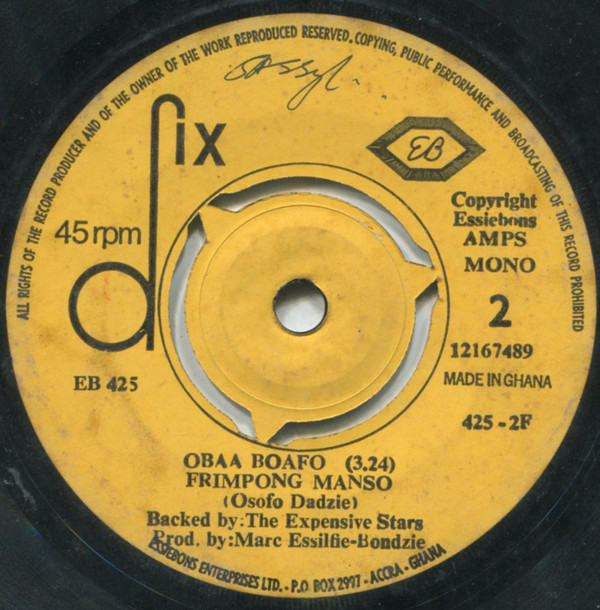 ALL RIGHTS OF THE RECORD PRODUCER AND OF THE OWNER OF THE WORK REPRODUCED RESERVED. COPYING, PUBLIC PERFORMANCE AND BROADCASTING OF THIS RECORD PROHIBITED
dix
EB
45 rpm
Copyright
Essiebons
AMPS
MONO
2
12167489
EB 425
MADE IN GHANA
425 - 2F
OBAA BOAFO (3.24)
FRIMPONG MANSO
(Osofo Dadzie)
Backed by: The Expensive Stars
Prod. by: Marc Essilfie-Bondzie
ESSIEBONS ENTERPRISES LTD. - P.O BOX 2997 - ACCRA - GHANA